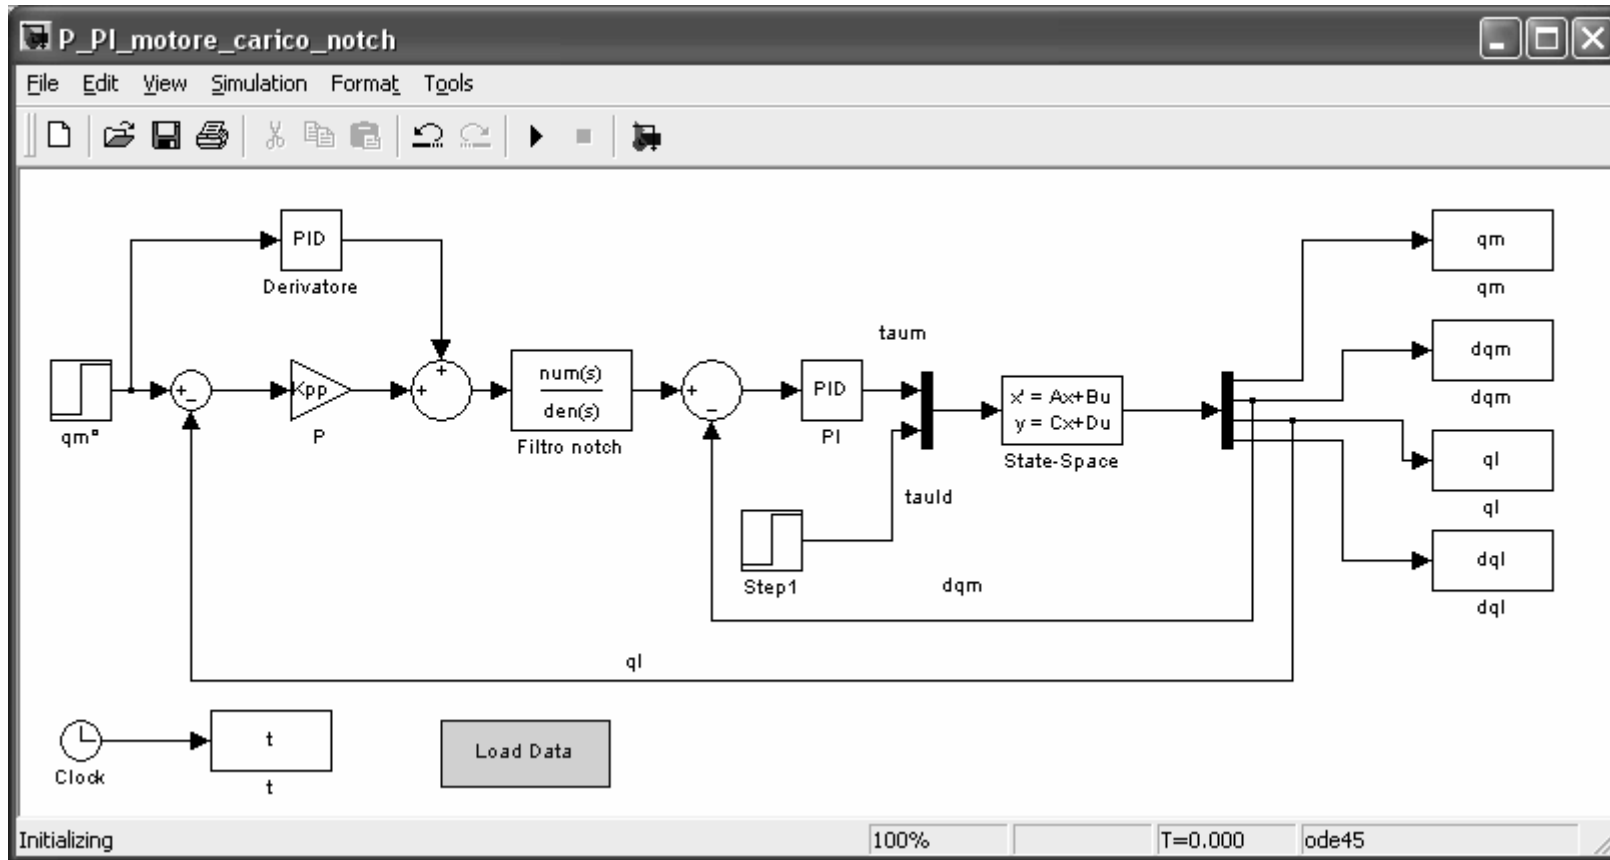 P_PI_motore_carico_notch
File Edit View Simulation Format Tools
PID
Derivatore
qm
qm
taum
dqm
dqm
+
+
+
−
qm°
Kpp
P
num(s)
den(s)
Filtro notch
+
−
PID
PI
x' = Ax+Bu
y = Cx+Du
State-Space
ql
ql
tauld
Step1
dqm
dql
dql
ql
Clock
t
t
Load Data
Initializing 100% T=0.000 ode45